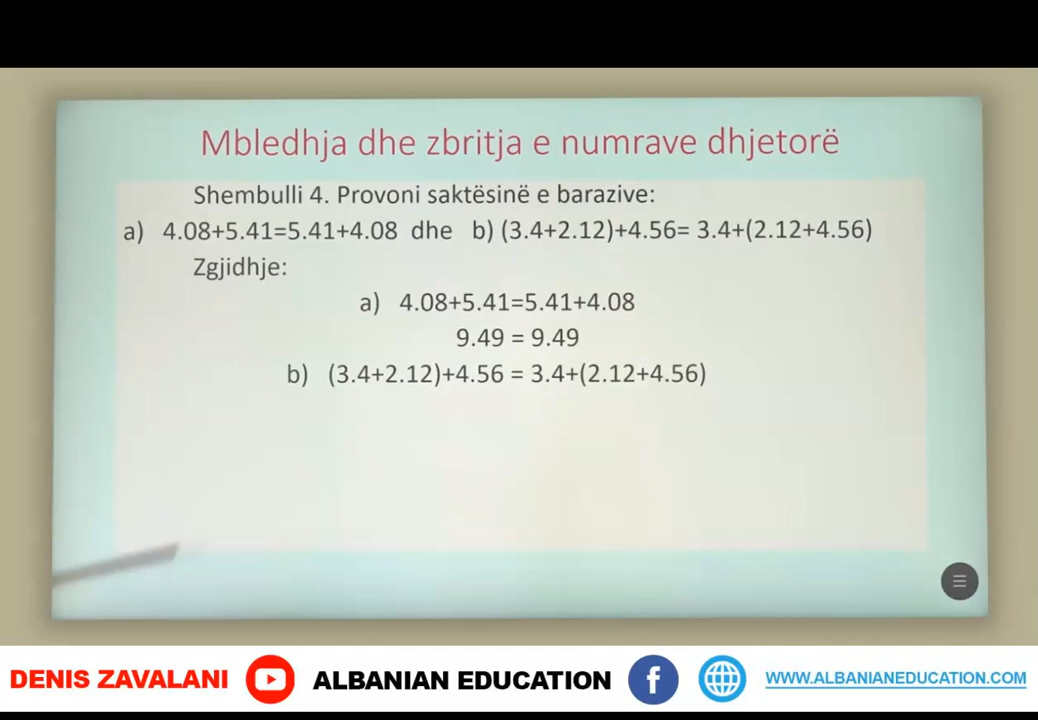 Mbledhja dhe zbritja e numrave dhjetorë
Shembulli 4. Provoni saktësinë e barazive:
a) 4.08+5.41=5.41+4.08 dhe b) (3.4+2.12)+4.56= 3.4+(2.12+4.56)
Zgjidhje:
a) 4.08+5.41=5.41+4.08
9.49 = 9.49
b) (3.4+2.12)+4.56 = 3.4+(2.12+4.56)
DENIS ZAVALANI ALBANIAN EDUCATION f WWW.ALBANIANEDUCATION.COM